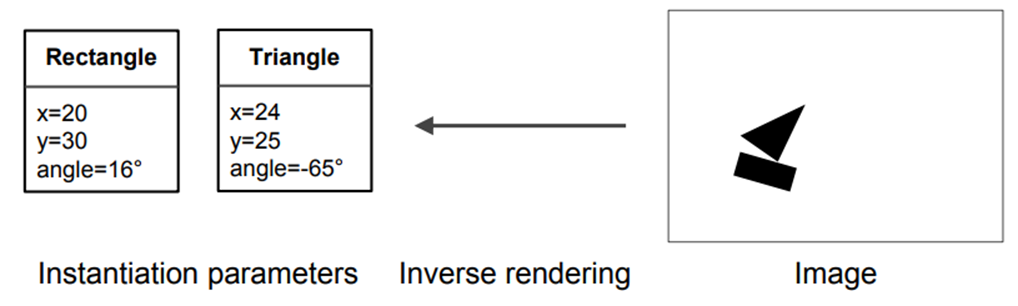 Rectangle
x=20
y=30
angle=16°
Triangle
x=24
y=25
angle=-65°
Instantiation parameters
Inverse rendering
Image